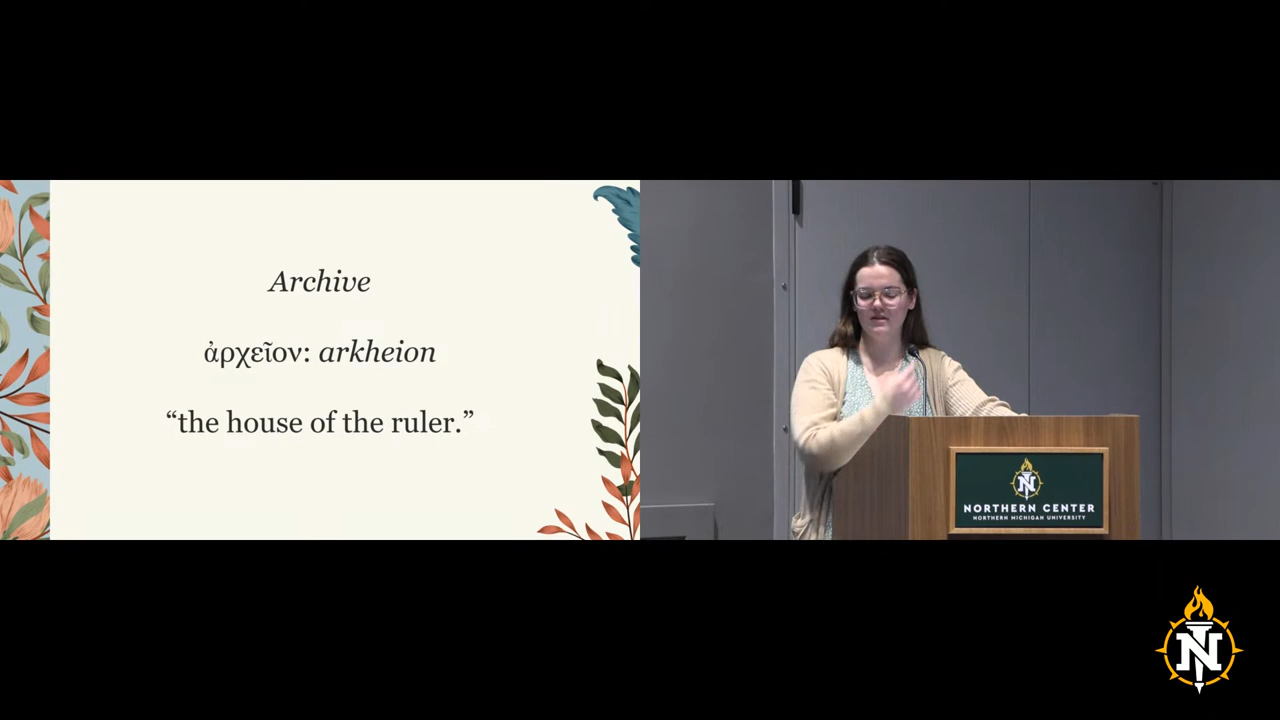 Archive
ἀρχεῖον: arkheion
“the house of the ruler.”
N
NORTHERN CENTER
NORTHERN MICHIGAN UNIVERSITY
N